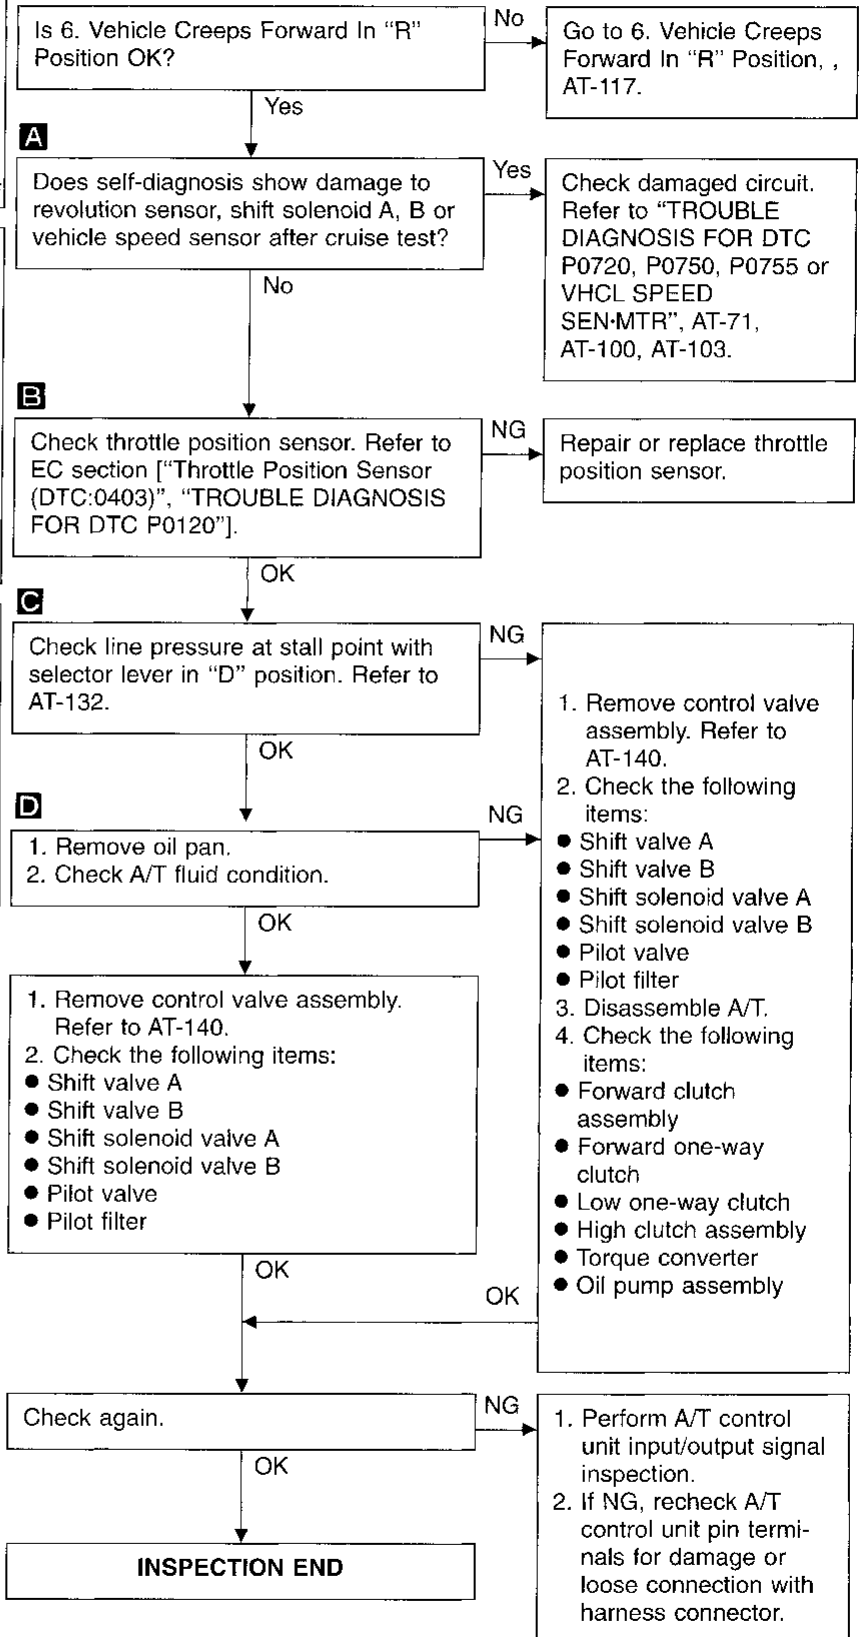 Is 6. Vehicle Creeps Forward In “R”
Position OK?
No
Go to 6. Vehicle Creeps
Forward In “R” Position, ,
AT-117.
Yes
A
Does self-diagnosis show damage to
revolution sensor, shift solenoid A, B or
vehicle speed sensor after cruise test?
Yes
Check damaged circuit.
Refer to “TROUBLE
DIAGNOSIS FOR DTC
P0720, P0750, P0755 or
VHCL SPEED
SEN·MTR”, AT-71,
AT-100, AT-103.
No
B
Check throttle position sensor. Refer to
EC section [“Throttle Position Sensor
(DTC:0403)”, “TROUBLE DIAGNOSIS
FOR DTC P0120”].
NG
Repair or replace throttle
position sensor.
OK
C
Check line pressure at stall point with
selector lever in “D” position. Refer to
AT-132.
NG
OK
D
1. Remove oil pan.
2. Check A/T fluid condition.
NG
1. Remove control valve
assembly. Refer to
AT-140.
2. Check the following
items:
● Shift valve A
● Shift valve B
● Shift solenoid valve A
● Shift solenoid valve B
● Pilot valve
● Pilot filter
3. Disassemble A/T.
4. Check the following
items:
● Forward clutch
assembly
● Forward one-way
clutch
● Low one-way clutch
● High clutch assembly
● Torque converter
● Oil pump assembly
OK
1. Remove control valve assembly.
Refer to AT-140.
2. Check the following items:
● Shift valve A
● Shift valve B
● Shift solenoid valve A
● Shift solenoid valve B
● Pilot valve
● Pilot filter
OK
OK
Check again.
NG
1. Perform A/T control
unit input/output signal
inspection.
2. If NG, recheck A/T
control unit pin termi-
nals for damage or
loose connection with
harness connector.
OK
INSPECTION END